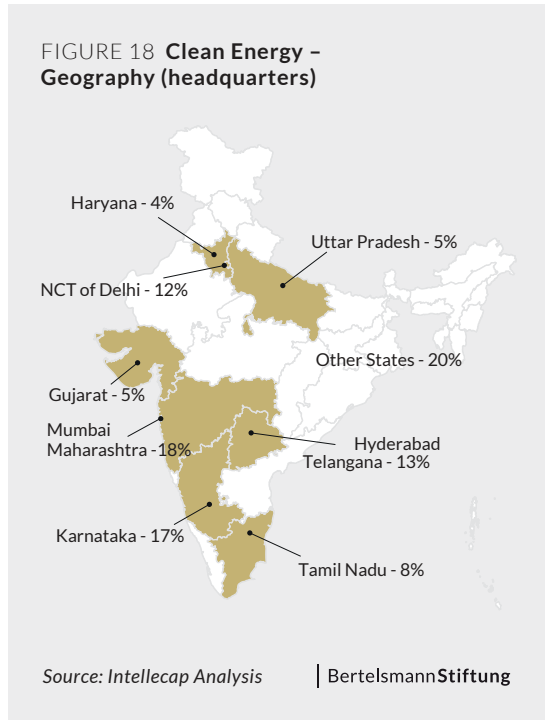 FIGURE 18 Clean Energy –
Geography (headquarters)
Haryana - 4%
Uttar Pradesh - 5%
NCT of Delhi - 12%
Other States - 20%
Gujarat - 5%
Mumbai
Maharashtra -18%
Hyderabad
Telangana - 13%
Karnataka - 17%
Tamil Nadu - 8%
Source: Intellecap Analysis
BertelsmannStiftung